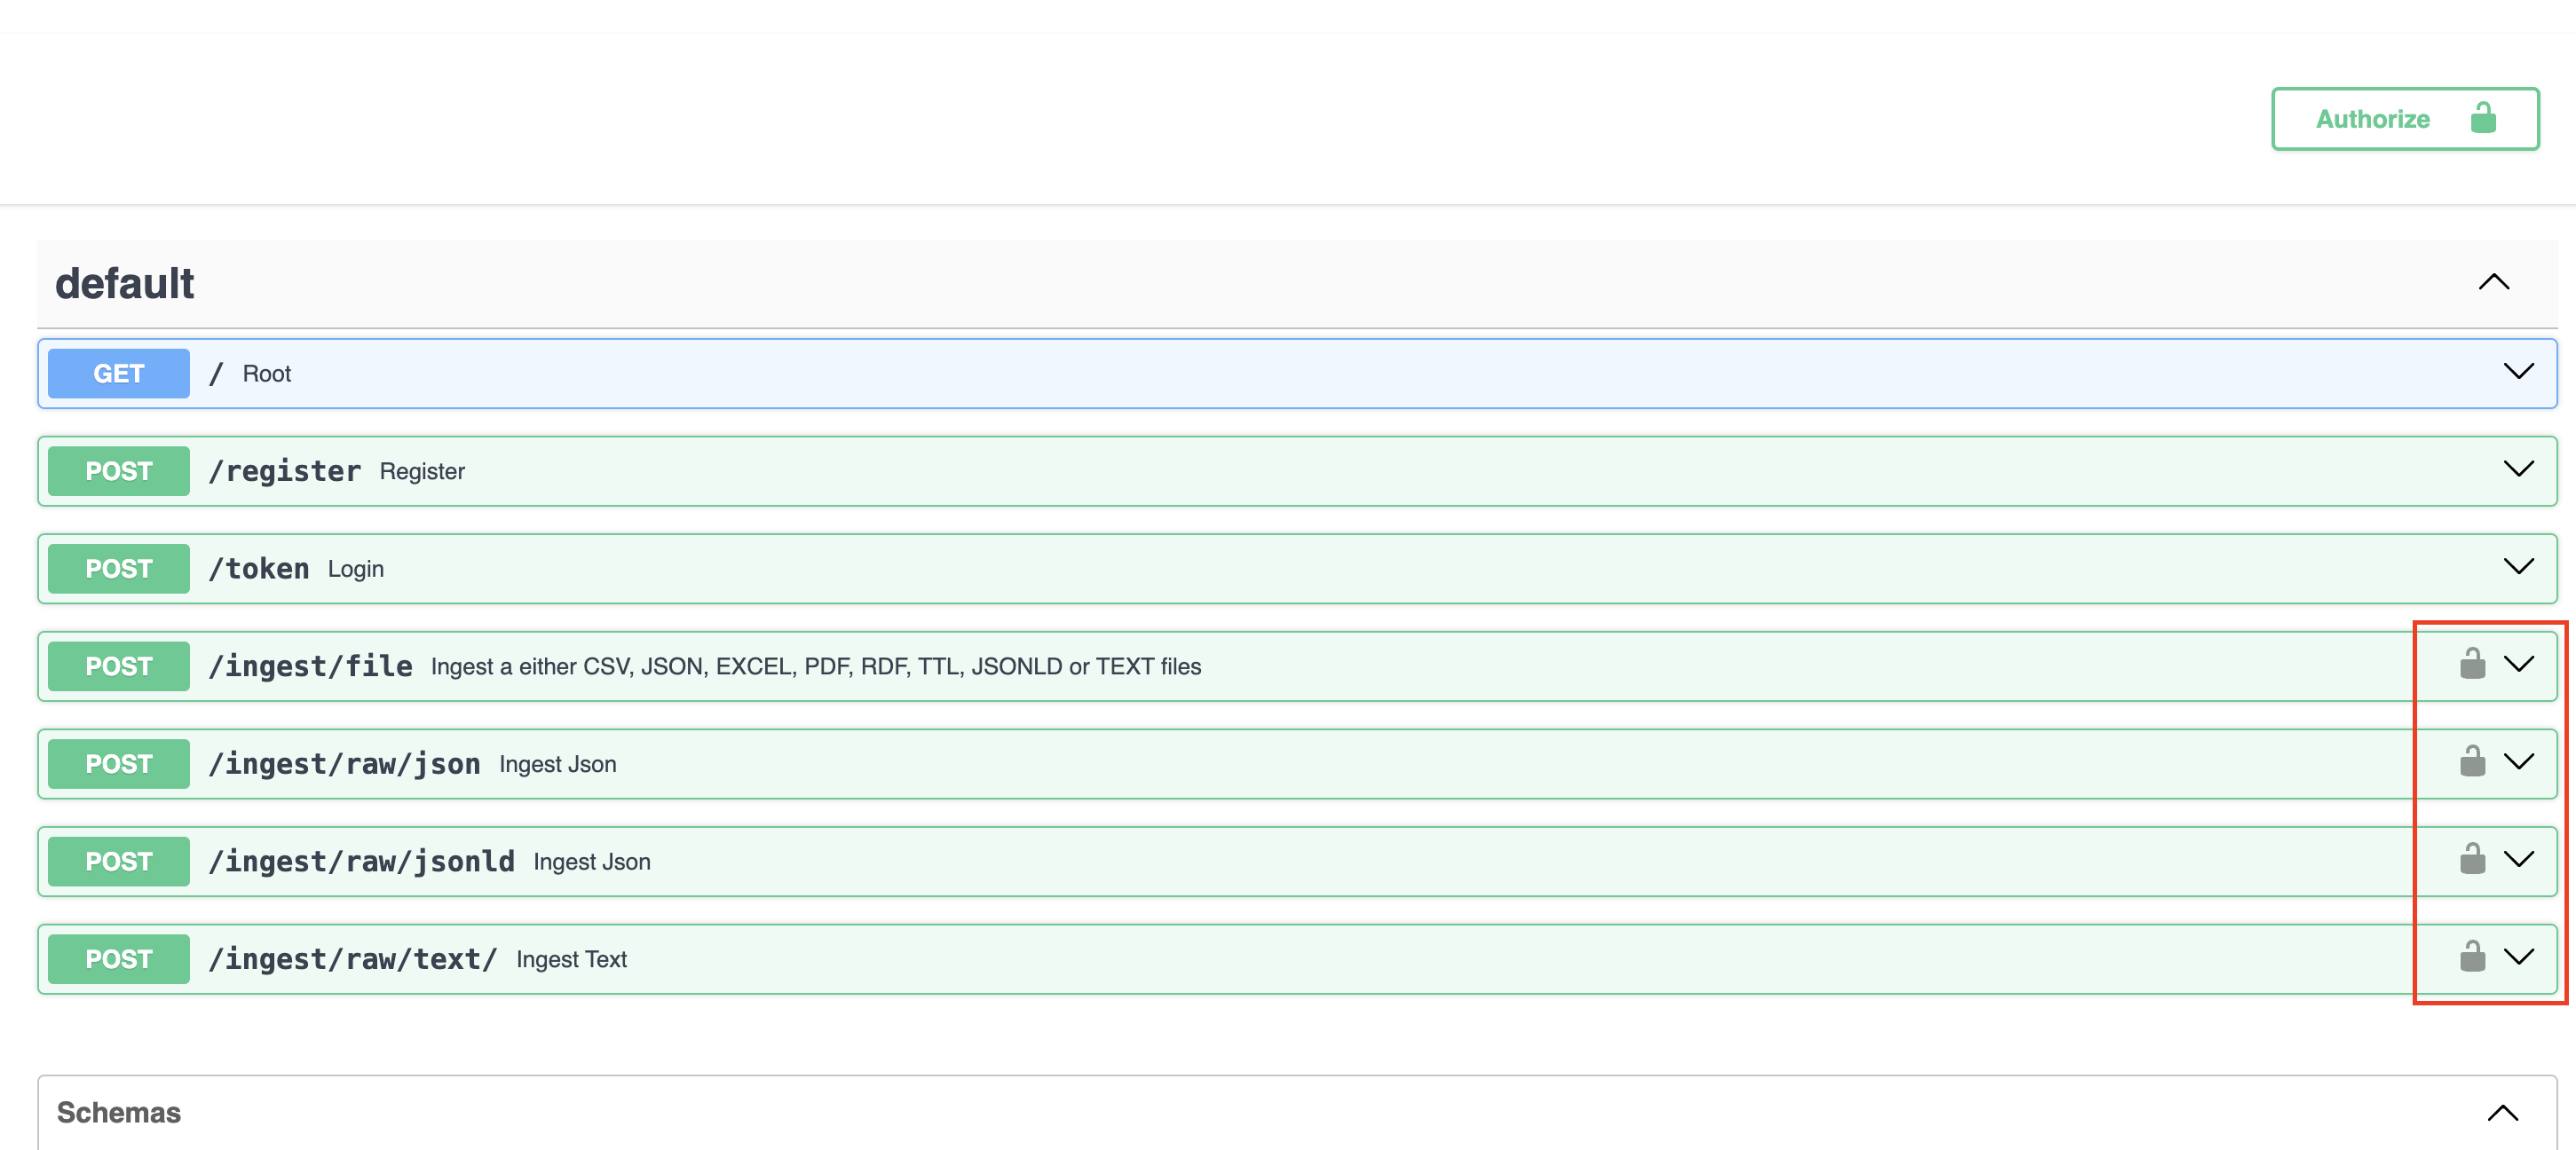 Authorize
default
GET / Root
POST /register Register
POST /token Login
POST /ingest/file Ingest a either CSV, JSON, EXCEL, PDF, RDF, TTL, JSONLD or TEXT files
POST /ingest/raw/json Ingest Json
POST /ingest/raw/jsonld Ingest Json
POST /ingest/raw/text/ Ingest Text
Schemas